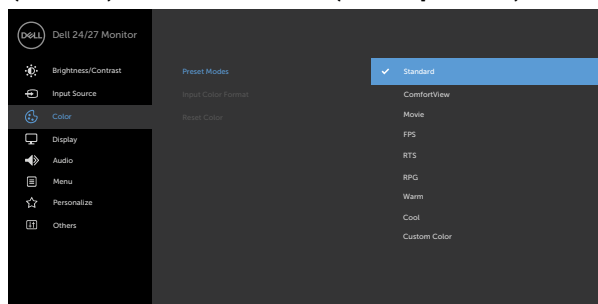 DELL Dell 24/27 Monitor
Brightness/Contrast
Input Source
Color
Display
Audio
Menu
Personalize
Others
Preset Modes
Input Color Format
Reset Color
Standard
ComfortView
Movie
FPS
RTS
RPG
Warm
Cool
Custom Color